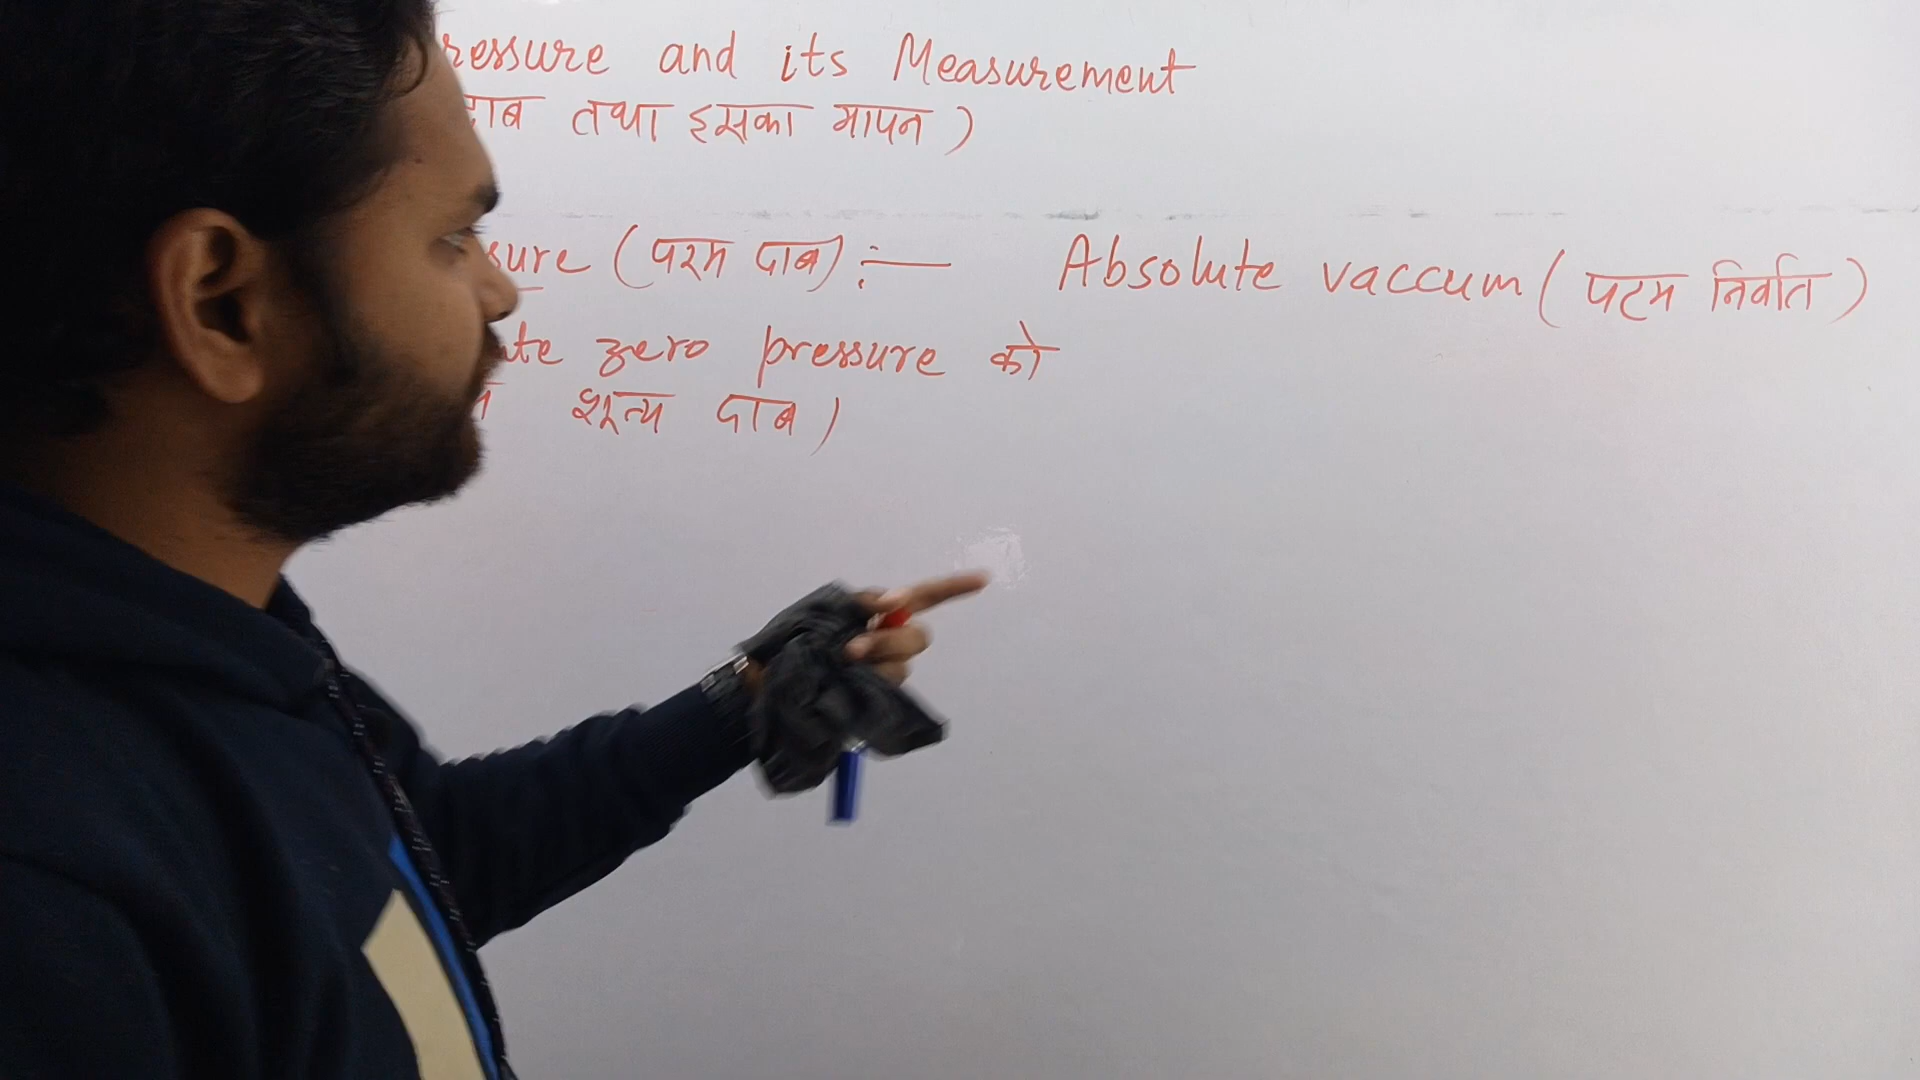 ressure and its Measurement
दाब तथा इसका मापन )
sure (परम दाब) :— Absolute vaccum ( परम निर्वात )
te zero pressure को
शून्य दाब )